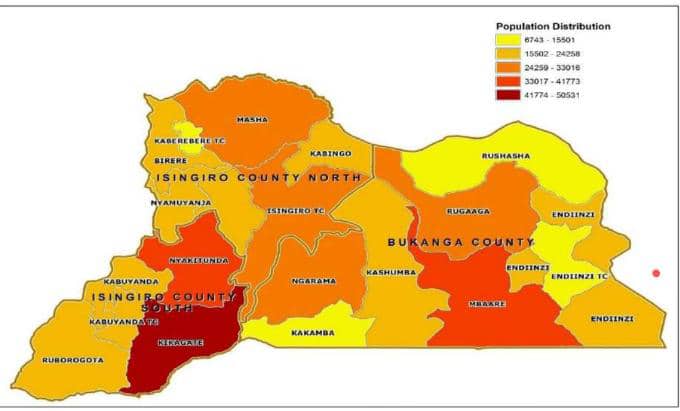 Population Distribution
6743 - 15501
15502 - 24258
24259 - 33016
33017 - 41773
41774 - 50531
MASHA
KABEREBERE TC
KABINGO
BIRERE
RUSHASHA
ISINGIRO COUNTY NORTH
NYAMUYANJA
ISINGIRO TC
RUGAAGA
ENDIINZI
BUKANGA COUNTY
NYAKITUNDA
KASHUMBA
ENDIINZI
ENDIINZI TC
KABUYANDA
NGARAMA
ISINGIRO COUNTY
SOUTH
MBAARE
KABUYANDA TC
ENDIINZI
KAKAMBA
KIKAGATE
RUBOROGOTA